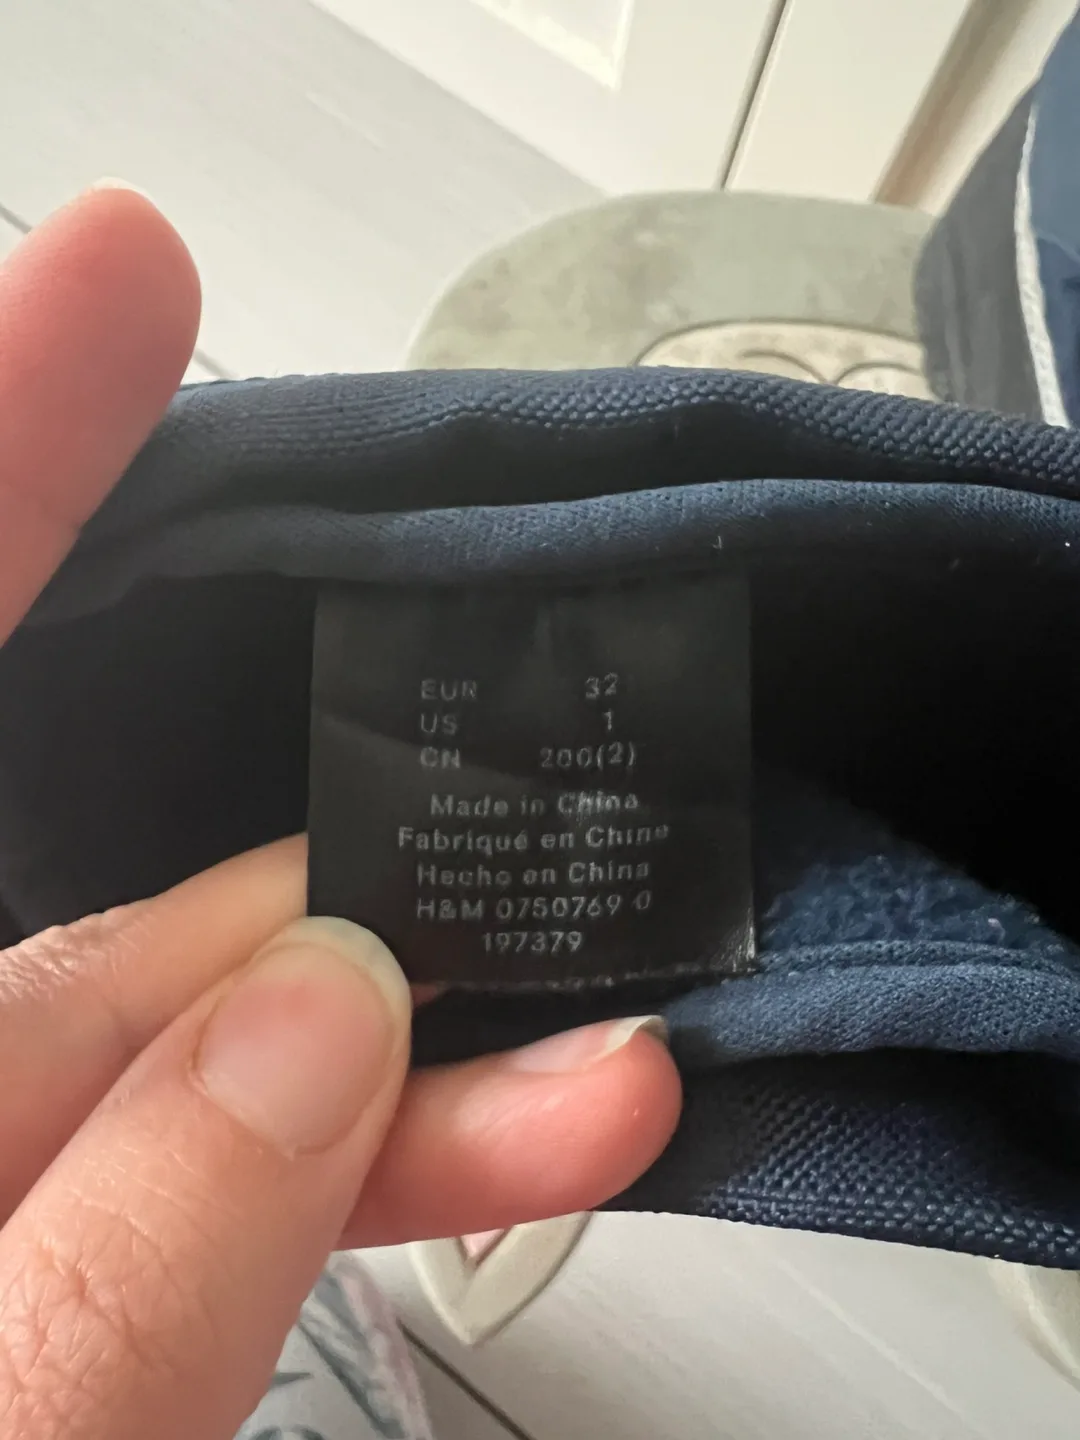 EUR 32
US 1
CN 200(2)
Made in China
Fabriqué en Chine
Hecho en China
H&M 0750769 0
197379